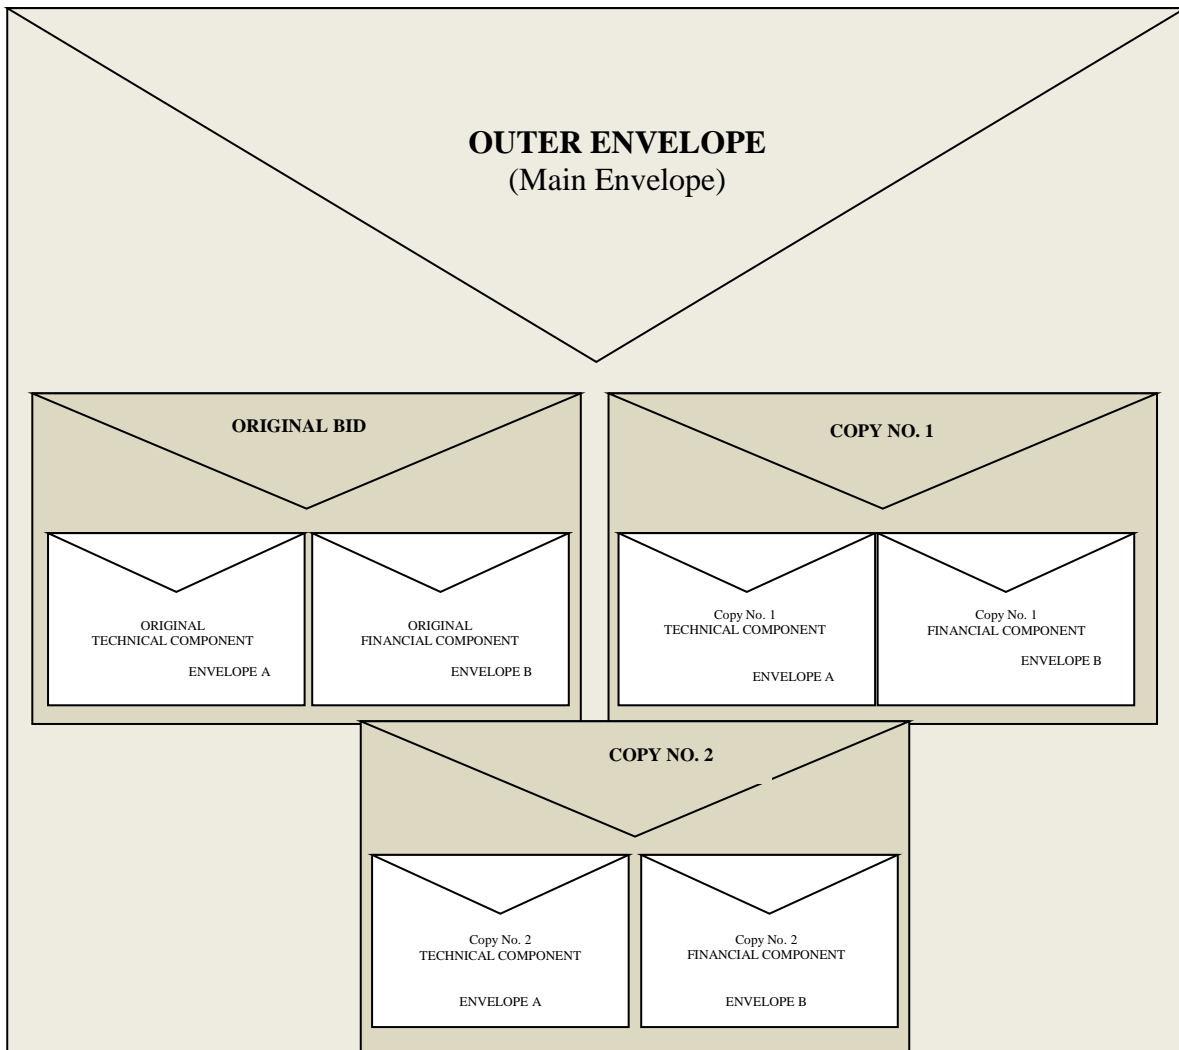 OUTER ENVELOPE
(Main Envelope)
ORIGINAL BID
ORIGINAL
TECHNICAL COMPONENT
ENVELOPE A
ORIGINAL
FINANCIAL COMPONENT
ENVELOPE B
COPY NO. 1
Copy No. 1
TECHNICAL COMPONENT
ENVELOPE A
Copy No. 1
FINANCIAL COMPONENT
ENVELOPE B
COPY NO. 2
Copy No. 2
TECHNICAL COMPONENT
ENVELOPE A
Copy No. 2
FINANCIAL COMPONENT
ENVELOPE B